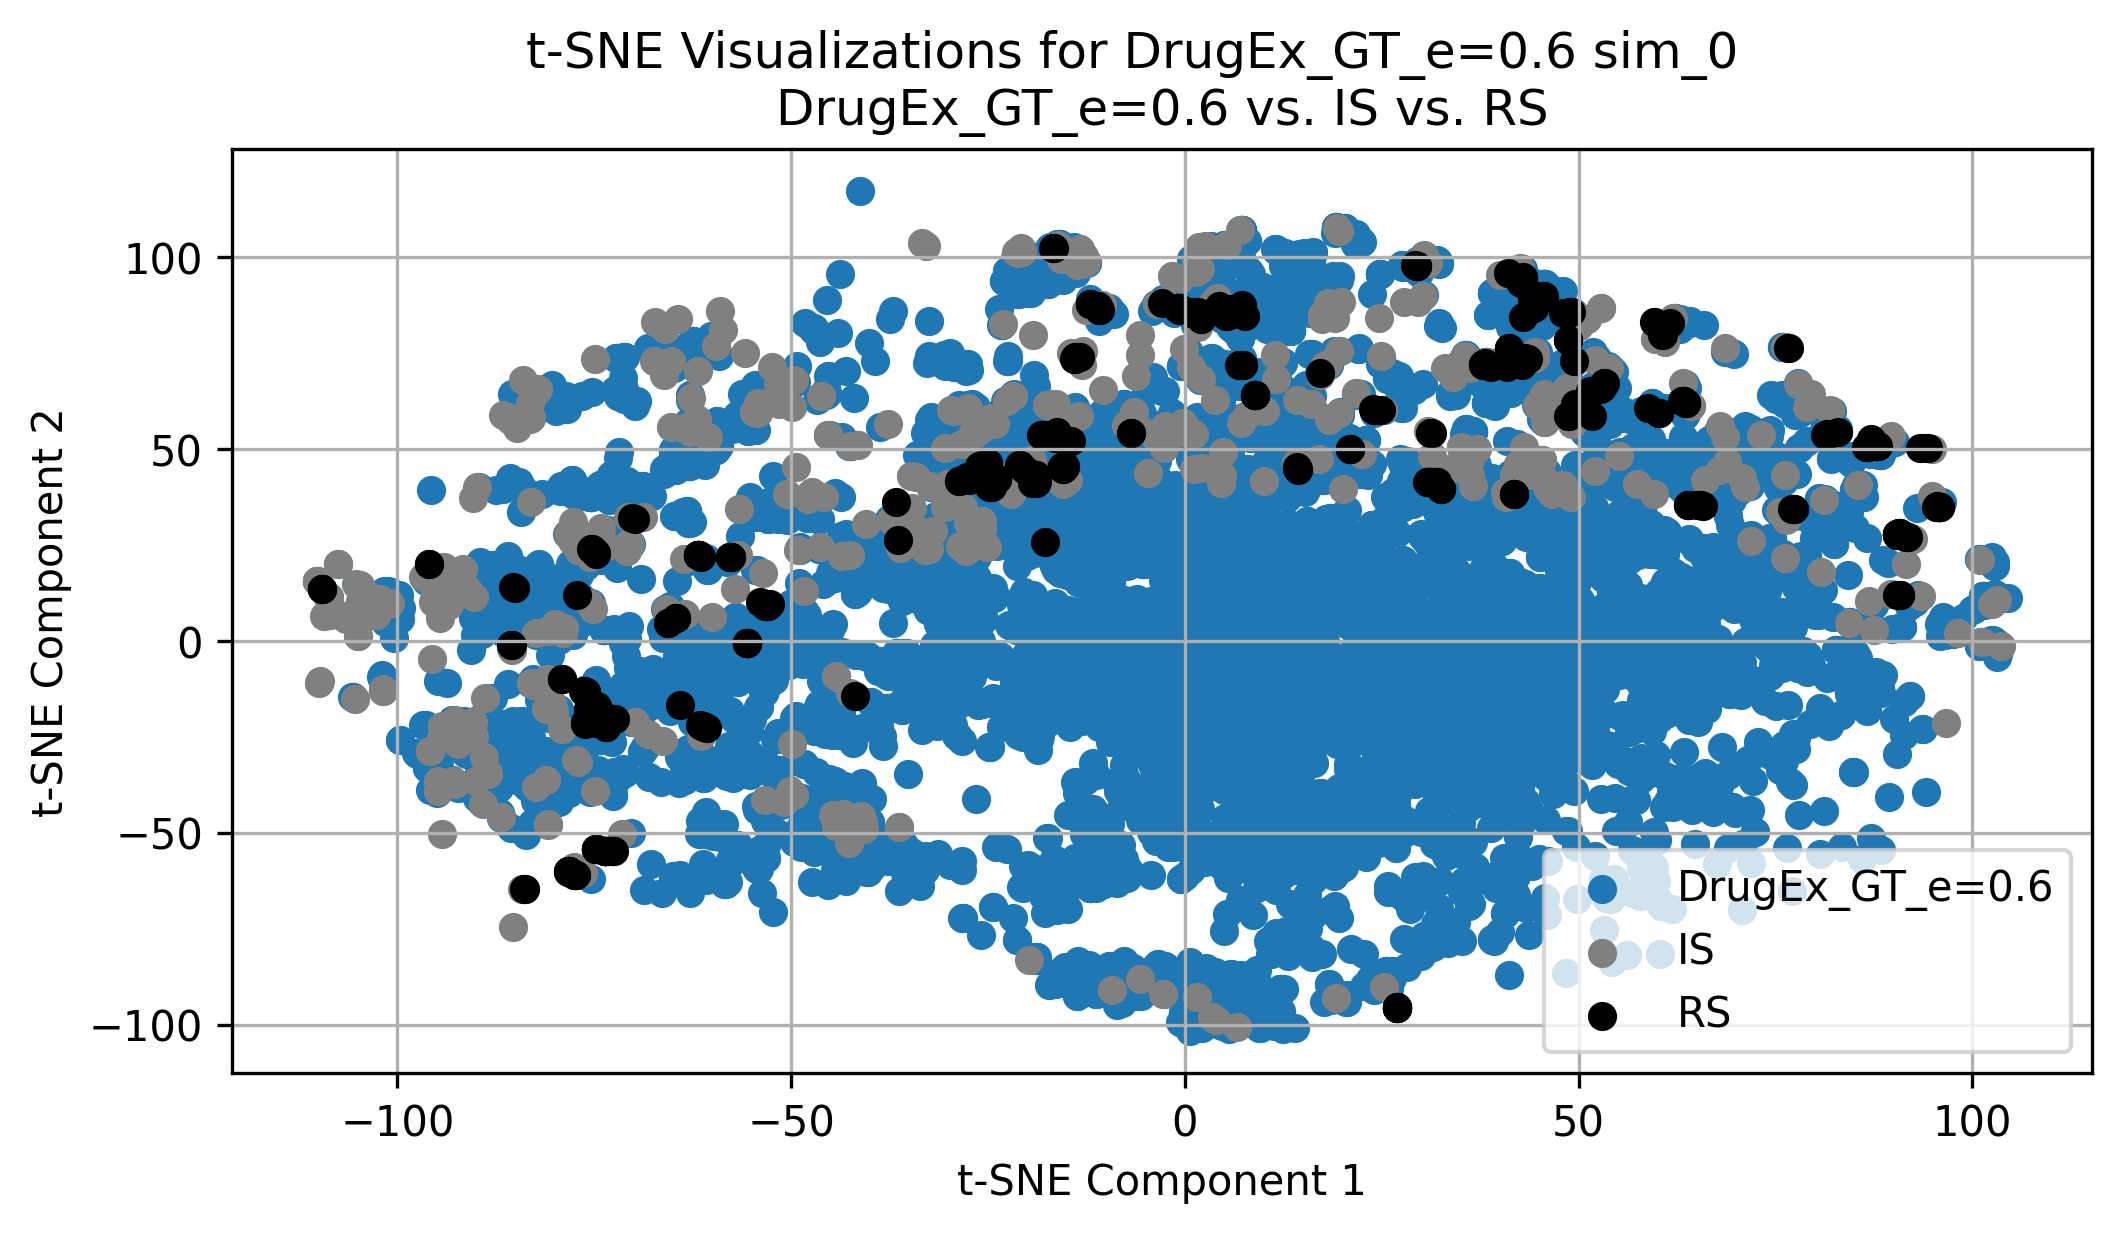 t-SNE Visualizations for DrugEx_GT_e=0.6 sim_0
DrugEx_GT_e=0.6 vs. IS vs. RS
t-SNE Component 2
100
50
0
−50
−100
DrugEx_GT_e=0.6
IS
RS
−100
−50
0
50
100
t-SNE Component 1